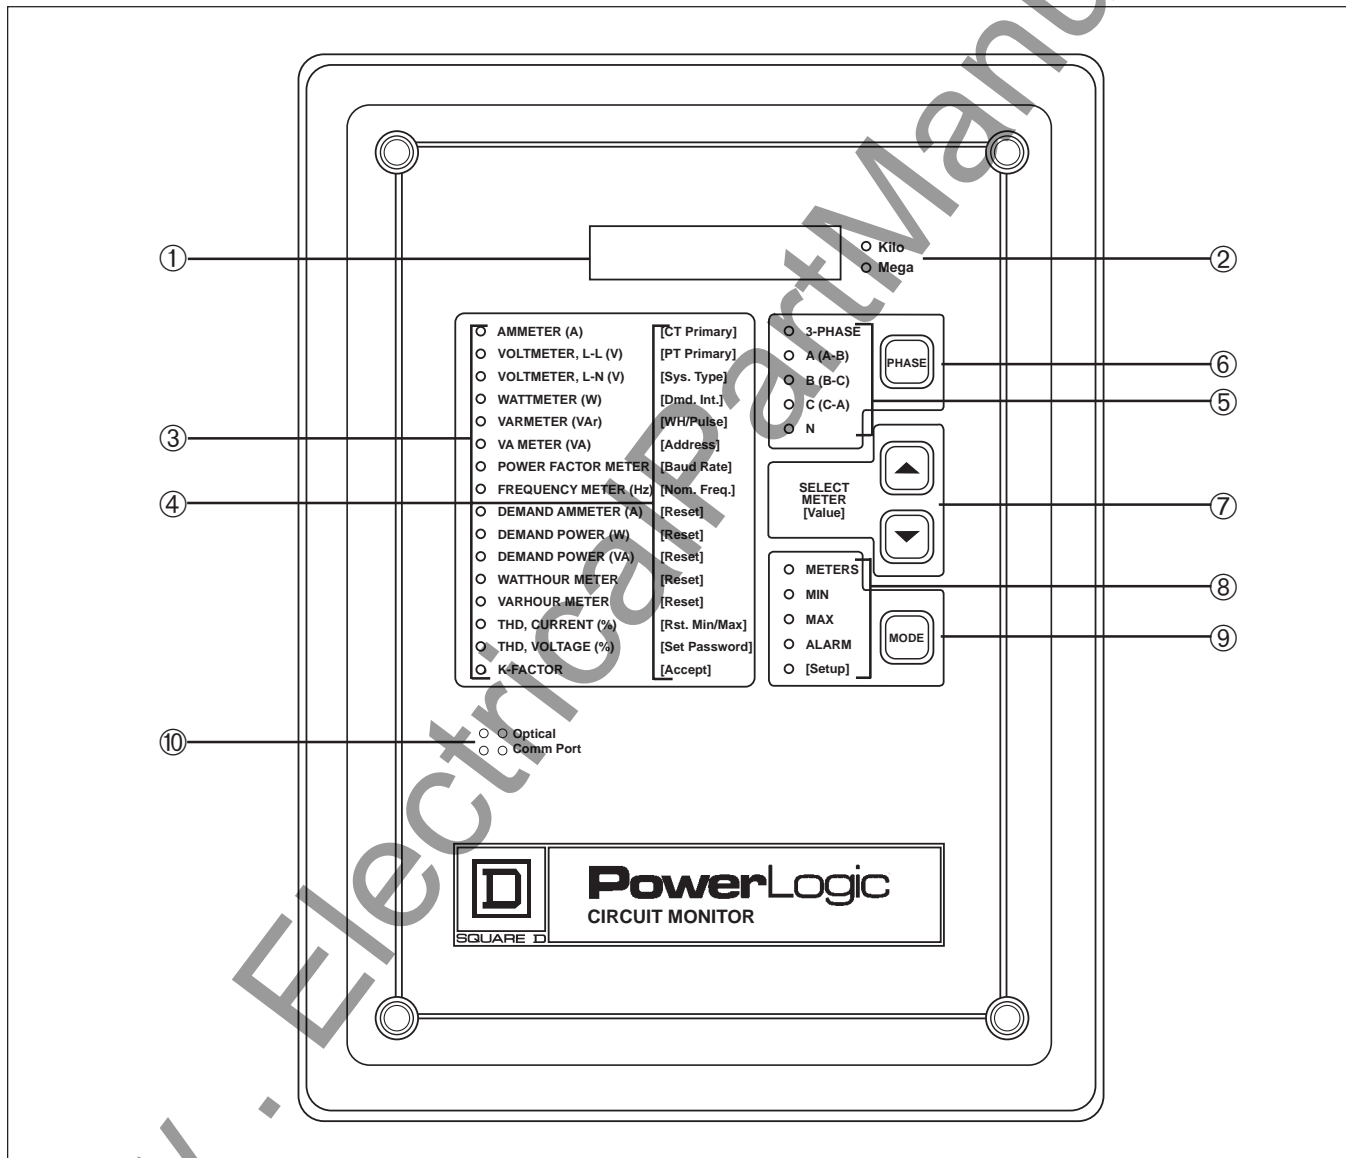 ① ②
Kilo
Mega
③ ④
AMMETER (A) [CT Primary]
VOLTMETER, L-L (V) [PT Primary]
VOLTMETER, L-N (V) [Sys. Type]
WATTMETER (W) [Dmd. Int.]
VARMETER (VAr) [WH/Pulse]
VA METER (VA) [Address]
POWER FACTOR METER [Baud Rate]
FREQUENCY METER (Hz) [Nom. Freq.]
DEMAND AMMETER (A) [Reset]
DEMAND POWER (W) [Reset]
DEMAND POWER (VA) [Reset]
WATTHOUR METER [Reset]
VARHOUR METER [Reset]
THD, CURRENT (%) [Rst. Min/Max]
THD, VOLTAGE (%) [Set Password]
K-FACTOR [Accept]
3-PHASE
A (A-B)
B (B-C)
C (C-A)
N
PHASE
⑥
⑤
SELECT
METER
[Value]
⑦
METERS
MIN
MAX
ALARM
[Setup]
MODE
⑧
⑨
⑩
Optical
Comm Port
D
SQUARE D
PowerLogic
CIRCUIT MONITOR
. ElectricalPartManu